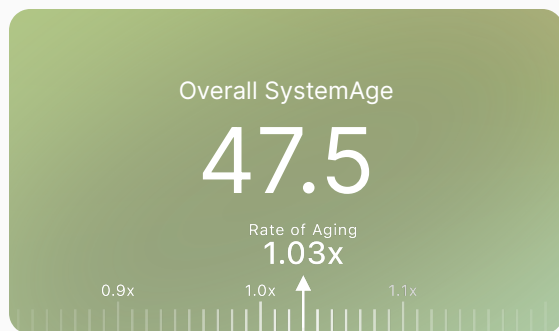 Overall SystemAge
47.5
Rate of Aging
1.03x
0.9x 1.0x 1.1x